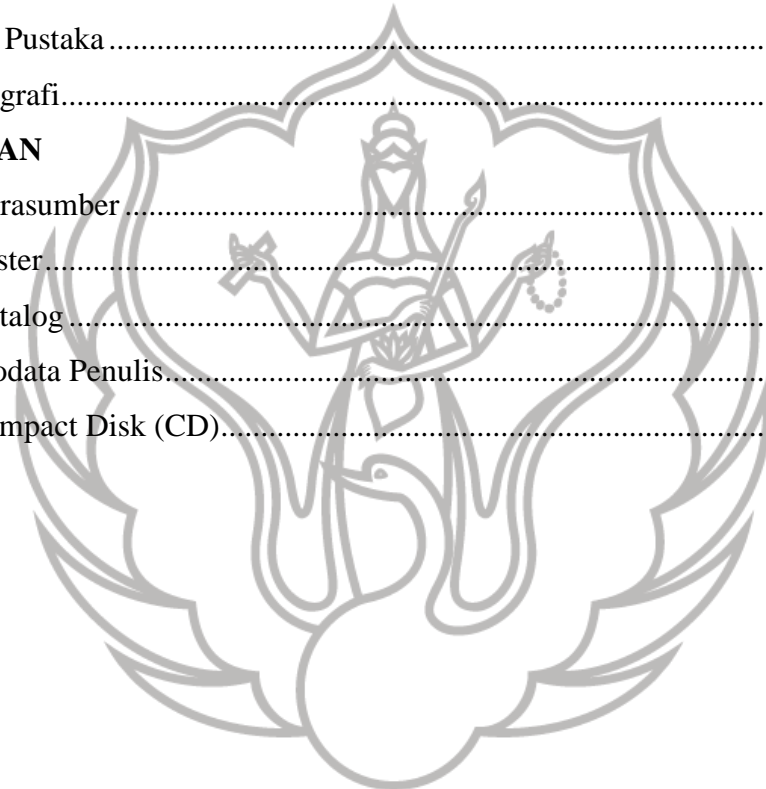 Pustaka................................................................................
grafi................................................................................
AN
rasumber................................................................................
ster................................................................................
talog................................................................................
odata Penulis................................................................................
mpact Disk (CD)................................................................................